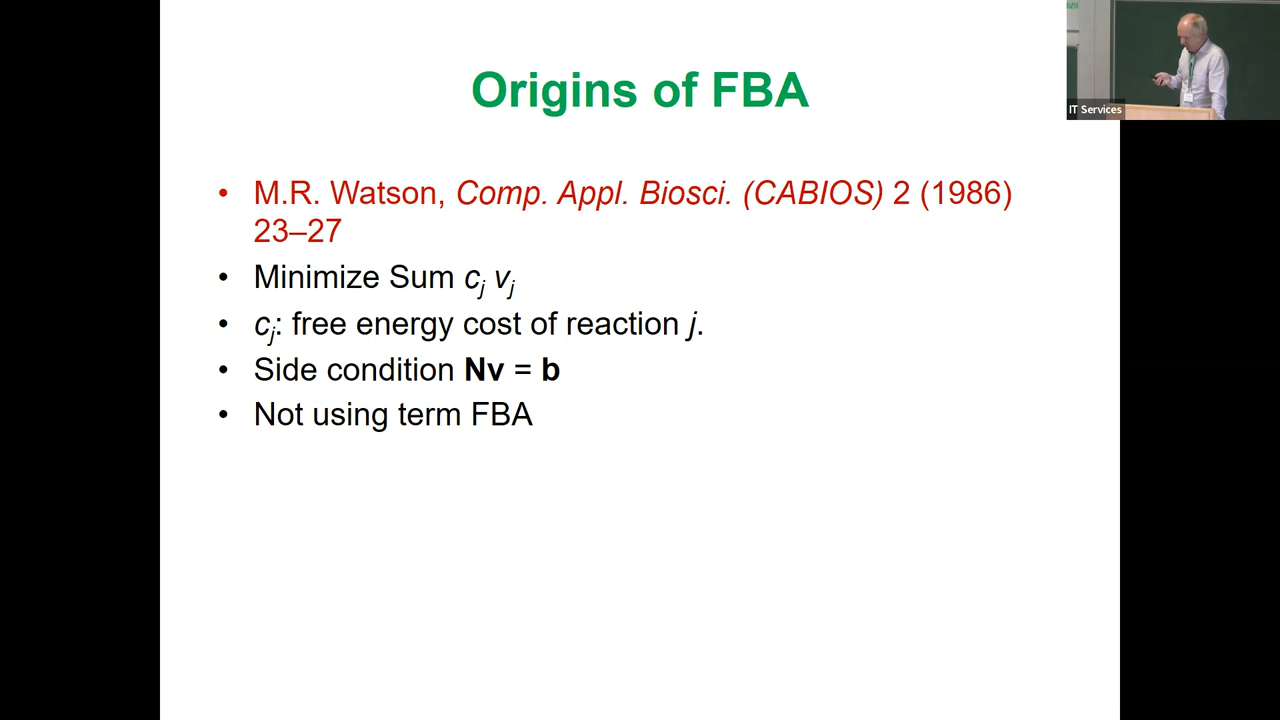 Origins of FBA
• M.R. Watson, Comp. Appl. Biosci. (CABIOS) 2 (1986)
23–27
• Minimize Sum cj vj
• cj: free energy cost of reaction j.
• Side condition Nv = b
• Not using term FBA
IT Services